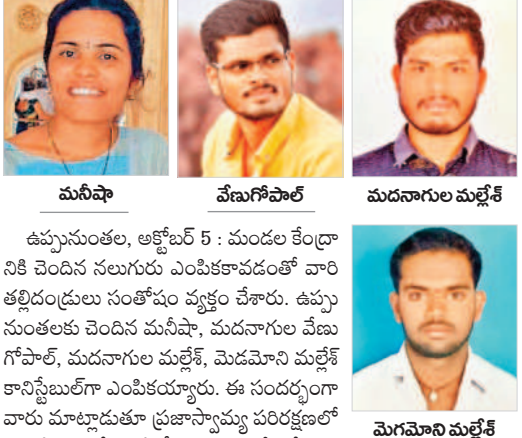 మనీషా
వేణుగోపాల్
మదనాగుల మల్లేశ్
ఉప్పునుంతల, అక్టోబర్ 5 : మండల కేంద్రా
నికి చెందిన నలుగురు ఎంపికకావడంతో వారి
తల్లిదండ్రులు సంతోషం వ్యక్తం చేశారు. ఉప్పు
నుంతలకు చెందిన మనీషా, మదనాగుల వేణు
గోపాల్, మదనాగుల మల్లేశ్, మెడమోని మల్లేశ్
కానిస్టేబుల్‌గా ఎంపికయ్యారు. ఈ సందర్భంగా
వారు మాట్లాడుతూ ప్రజాస్వామ్య పరిరక్షణలో
మెగమోని మల్లేశ్